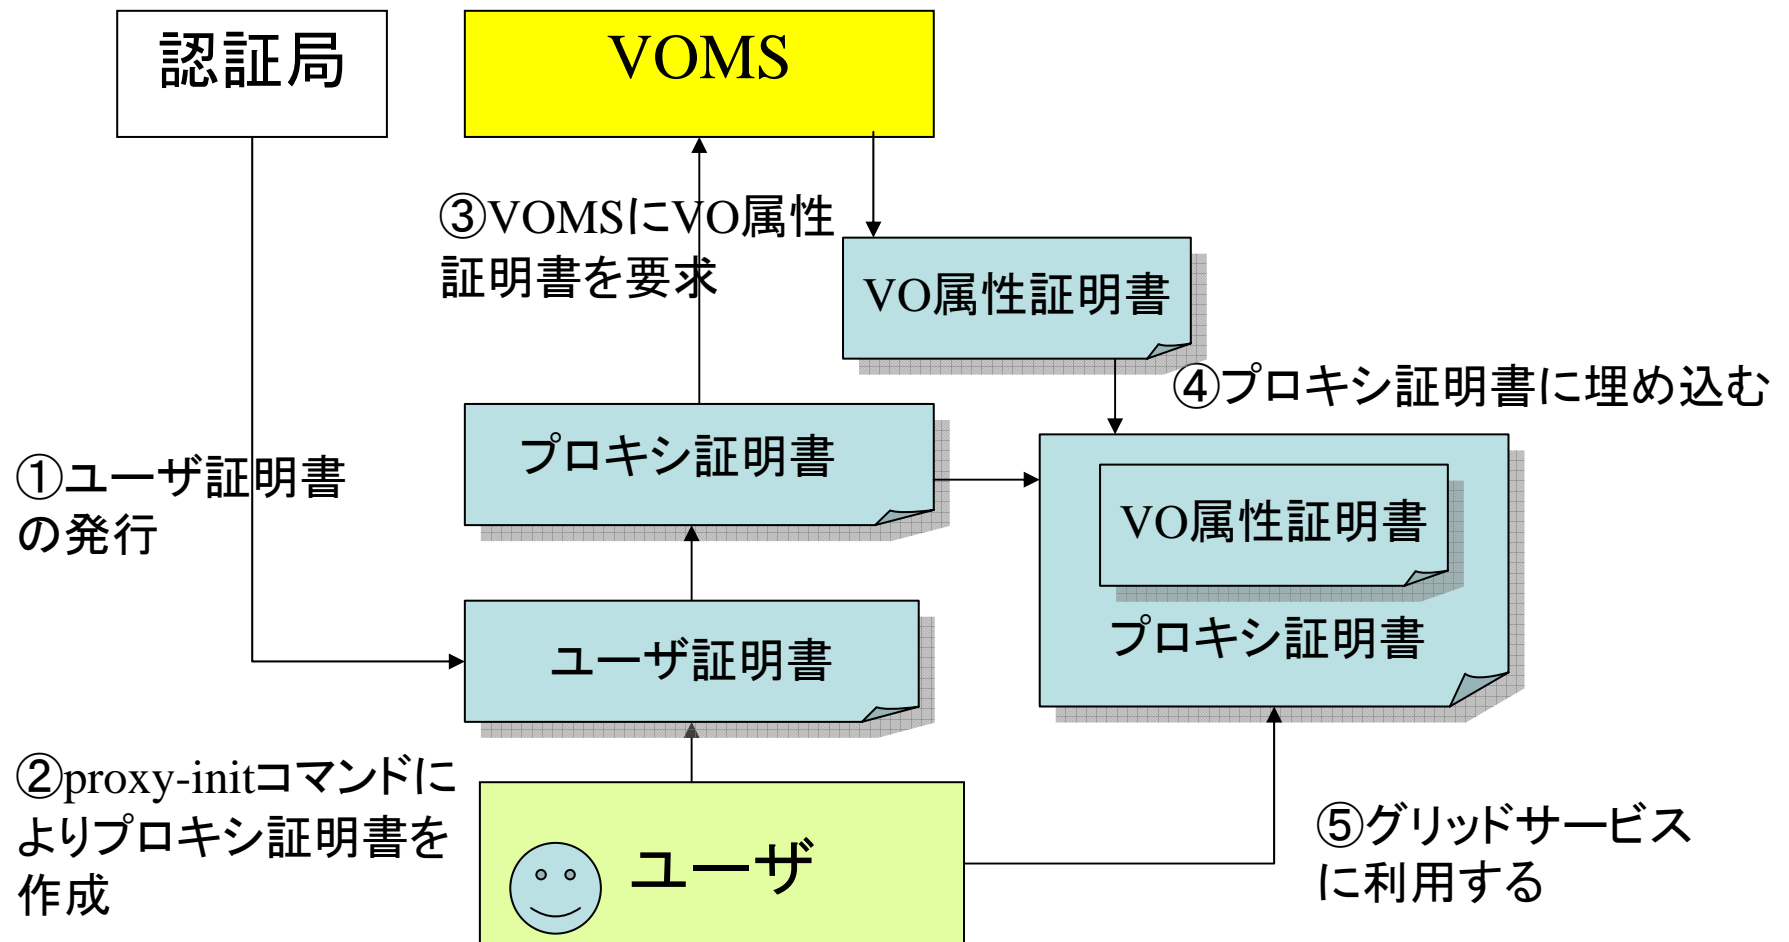 認証局
VOMS
③VOMSにVO属性
証明書を要求
VO属性証明書
④プロキシ証明書に埋め込む
プロキシ証明書
①ユーザ証明書
の発行
VO属性証明書
プロキシ証明書
ユーザ証明書
②proxy-initコマンドに
よりプロキシ証明書を
作成
ユーザ
⑤グリッドサービス
に利用する